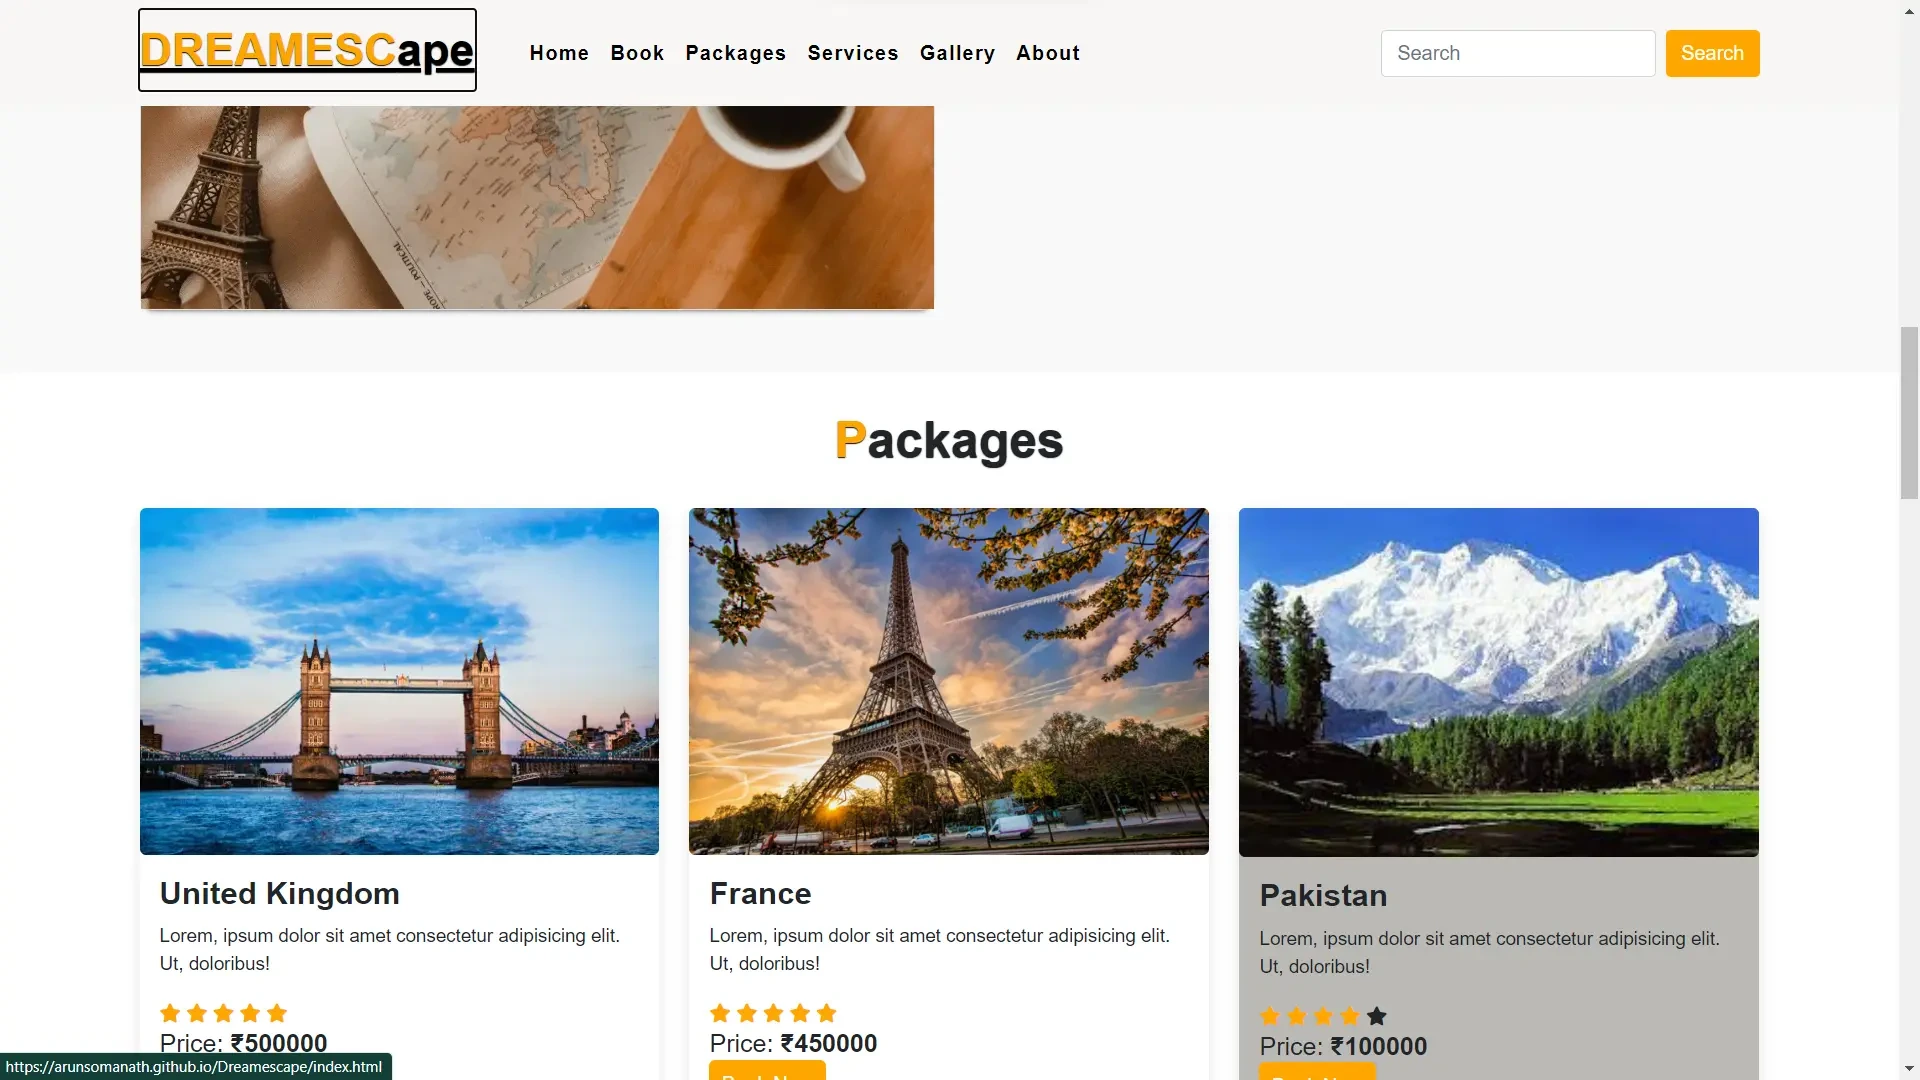 DREAMESCape
Home Book Packages Services Gallery About
Search Search
Packages
United Kingdom
Lorem, ipsum dolor sit amet consectetur adipisicing elit.
Ut, doloribus!
Price: ₹500000
France
Lorem, ipsum dolor sit amet consectetur adipisicing elit.
Ut, doloribus!
Price: ₹450000
Pakistan
Lorem, ipsum dolor sit amet consectetur adipisicing elit.
Ut, doloribus!
Price: ₹100000
https://arunsomanath.github.io/Dreamescape/index.html